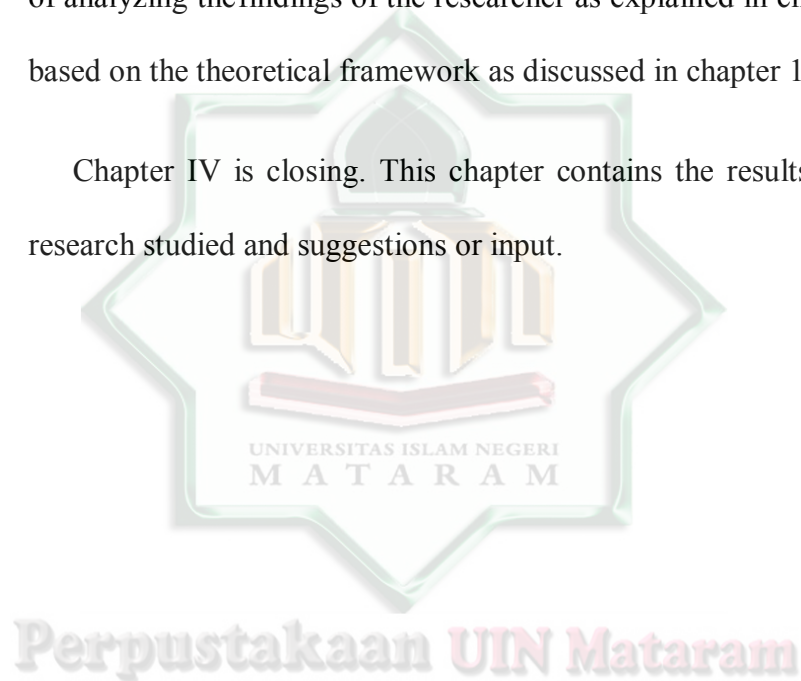 of analyzing thefindings of the researcher as explained in
based on the theoretical framework as discussed in chapter 1
Chapter IV is closing. This chapter contains the results
research studied and suggestions or input.
UNIVERSITAS ISLAM NEGERI
MATARAM
Perpustakaan UIN Mataram